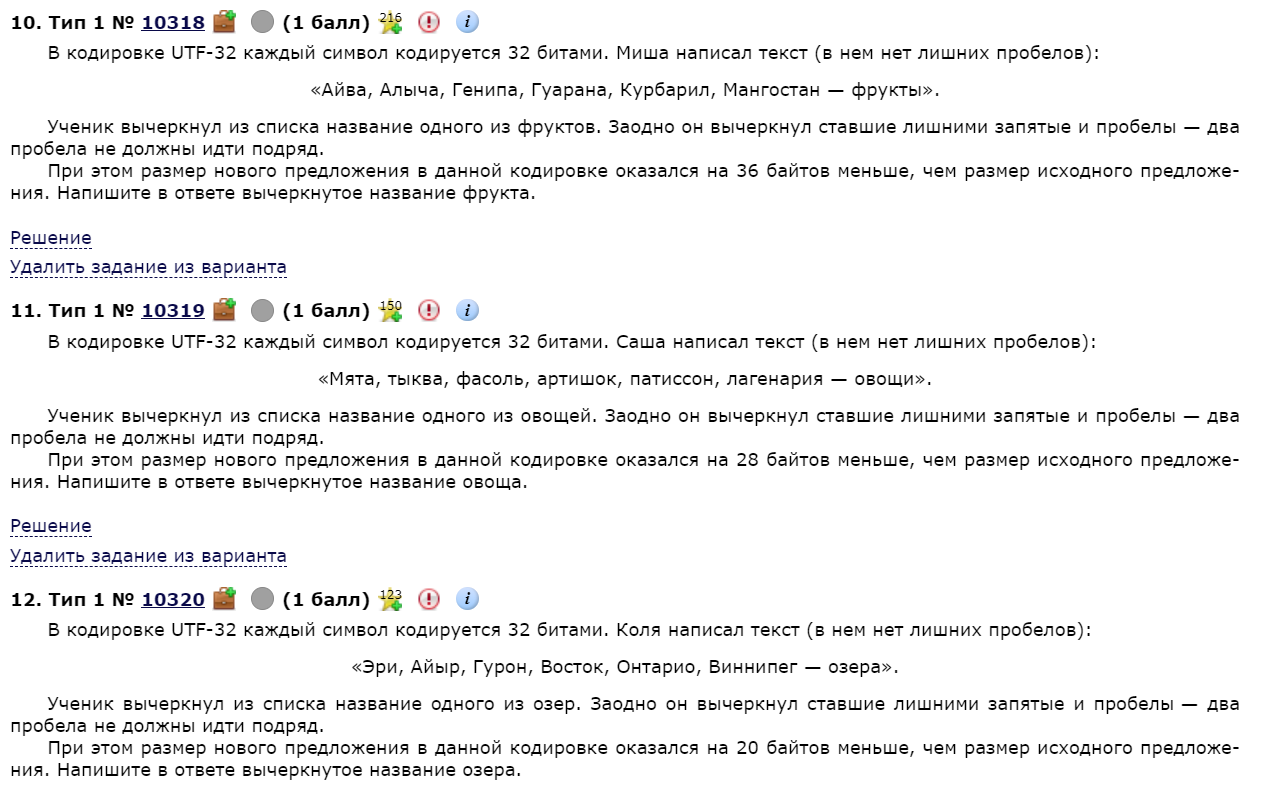 10. Тип 1 № 10318 (1 балл) 216
В кодировке UTF-32 каждый символ кодируется 32 битами. Миша написал текст (в нем нет лишних пробелов):
«Айва, Алыча, Генипа, Гуарана, Курбарил, Мангостан — фрукты».
Ученик вычеркнул из списка название одного из фруктов. Заодно он вычеркнул ставшие лишними запятые и пробелы — два
пробела не должны идти подряд.
При этом размер нового предложения в данной кодировке оказался на 36 байтов меньше, чем размер исходного предложе-
ния. Напишите в ответе вычеркнутое название фрукта.
Решение
Удалить задание из варианта
11. Тип 1 № 10319 (1 балл) 150
В кодировке UTF-32 каждый символ кодируется 32 битами. Саша написал текст (в нем нет лишних пробелов):
«Мята, тыква, фасоль, артишок, патиссон, лагенария — овощи».
Ученик вычеркнул из списка название одного из овощей. Заодно он вычеркнул ставшие лишними запятые и пробелы — два
пробела не должны идти подряд.
При этом размер нового предложения в данной кодировке оказался на 28 байтов меньше, чем размер исходного предложе-
ния. Напишите в ответе вычеркнутое название овоща.
Решение
Удалить задание из варианта
12. Тип 1 № 10320 (1 балл) 123
В кодировке UTF-32 каждый символ кодируется 32 битами. Коля написал текст (в нем нет лишних пробелов):
«Эри, Айыр, Гурон, Восток, Онтарио, Виннипег — озера».
Ученик вычеркнул из списка название одного из озер. Заодно он вычеркнул ставшие лишними запятые и пробелы — два
пробела не должны идти подряд.
При этом размер нового предложения в данной кодировке оказался на 20 байтов меньше, чем размер исходного предложе-
ния. Напишите в ответе вычеркнутое название озера.